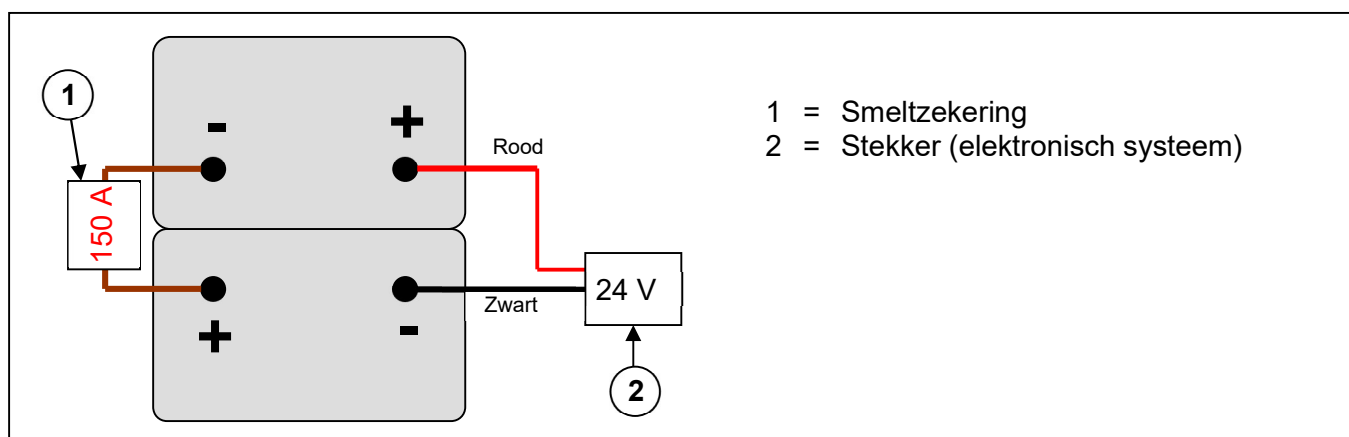 1
-
+
Rood
150 A
+
-
Zwart
24 V
2
1 = Smeltzekering
2 = Stekker (elektronisch systeem)